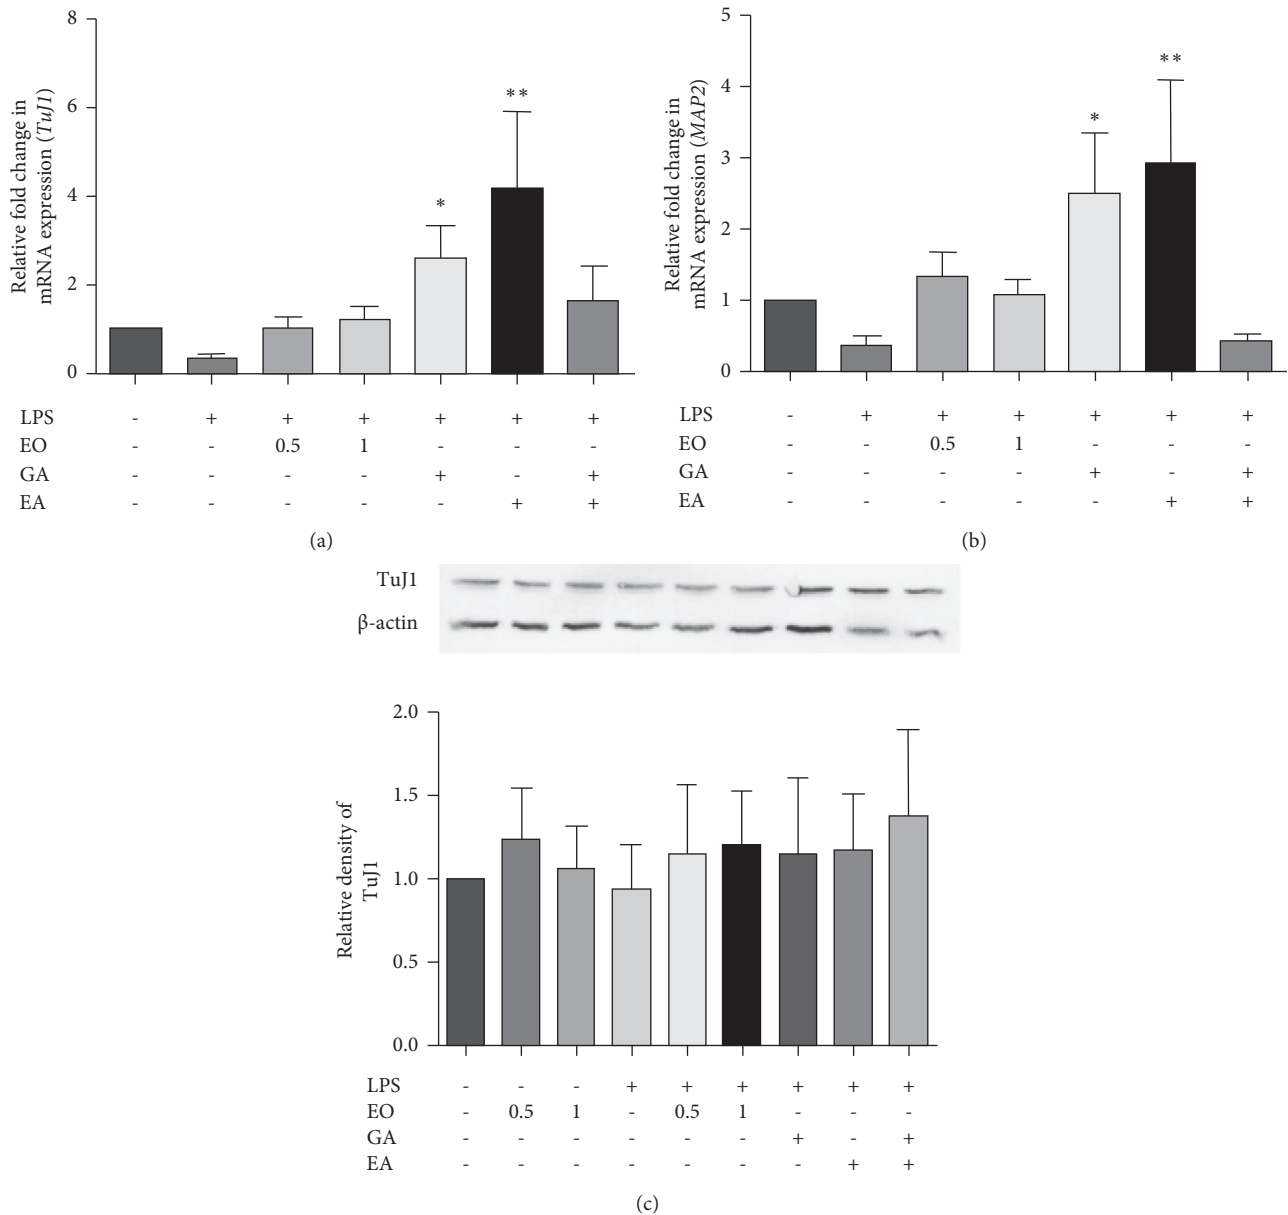 8
6
4
2
0
Relative fold change in
mRNA expression (TuJ1)
*
**
LPS - + + + + + +
EO - - 0.5 1 - - -
GA - - - - + - +
EA - - - - - + +
(a)
5
4
3
2
1
0
Relative fold change in
mRNA expression (MAP2)
*
**
LPS - + + + + + +
EO - - 0.5 1 - - -
GA - - - - + - +
EA - - - - - + +
(b)
TuJ1
β-actin
2.0
1.5
1.0
0.5
0.0
Relative density of
TuJ1
LPS - - - + + + + + +
EO - 0.5 1 - 0.5 1 - - -
GA - - - - - - + - +
EA - - - - - - - + +
(c)